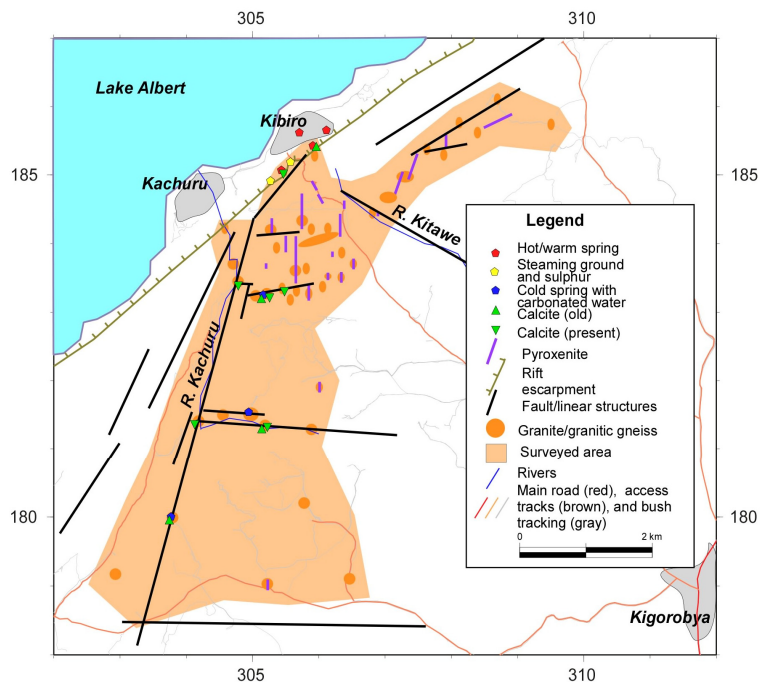 305
310
Lake Albert
Kibiro
185
185
Kachuru
R. Kitawe
R. Kachuru
Legend
Hot/warm spring
Steaming ground
and sulphur
Cold spring with
carbonated water
Calcite (old)
Calcite (present)
Pyroxenite
Rift
escarpment
Fault/linear structures
Granite/granitic gneiss
Surveyed area
Rivers
Main road (red), access
tracks (brown), and bush
tracking (gray)
0
2 km
180
180
Kigorobya
305
310